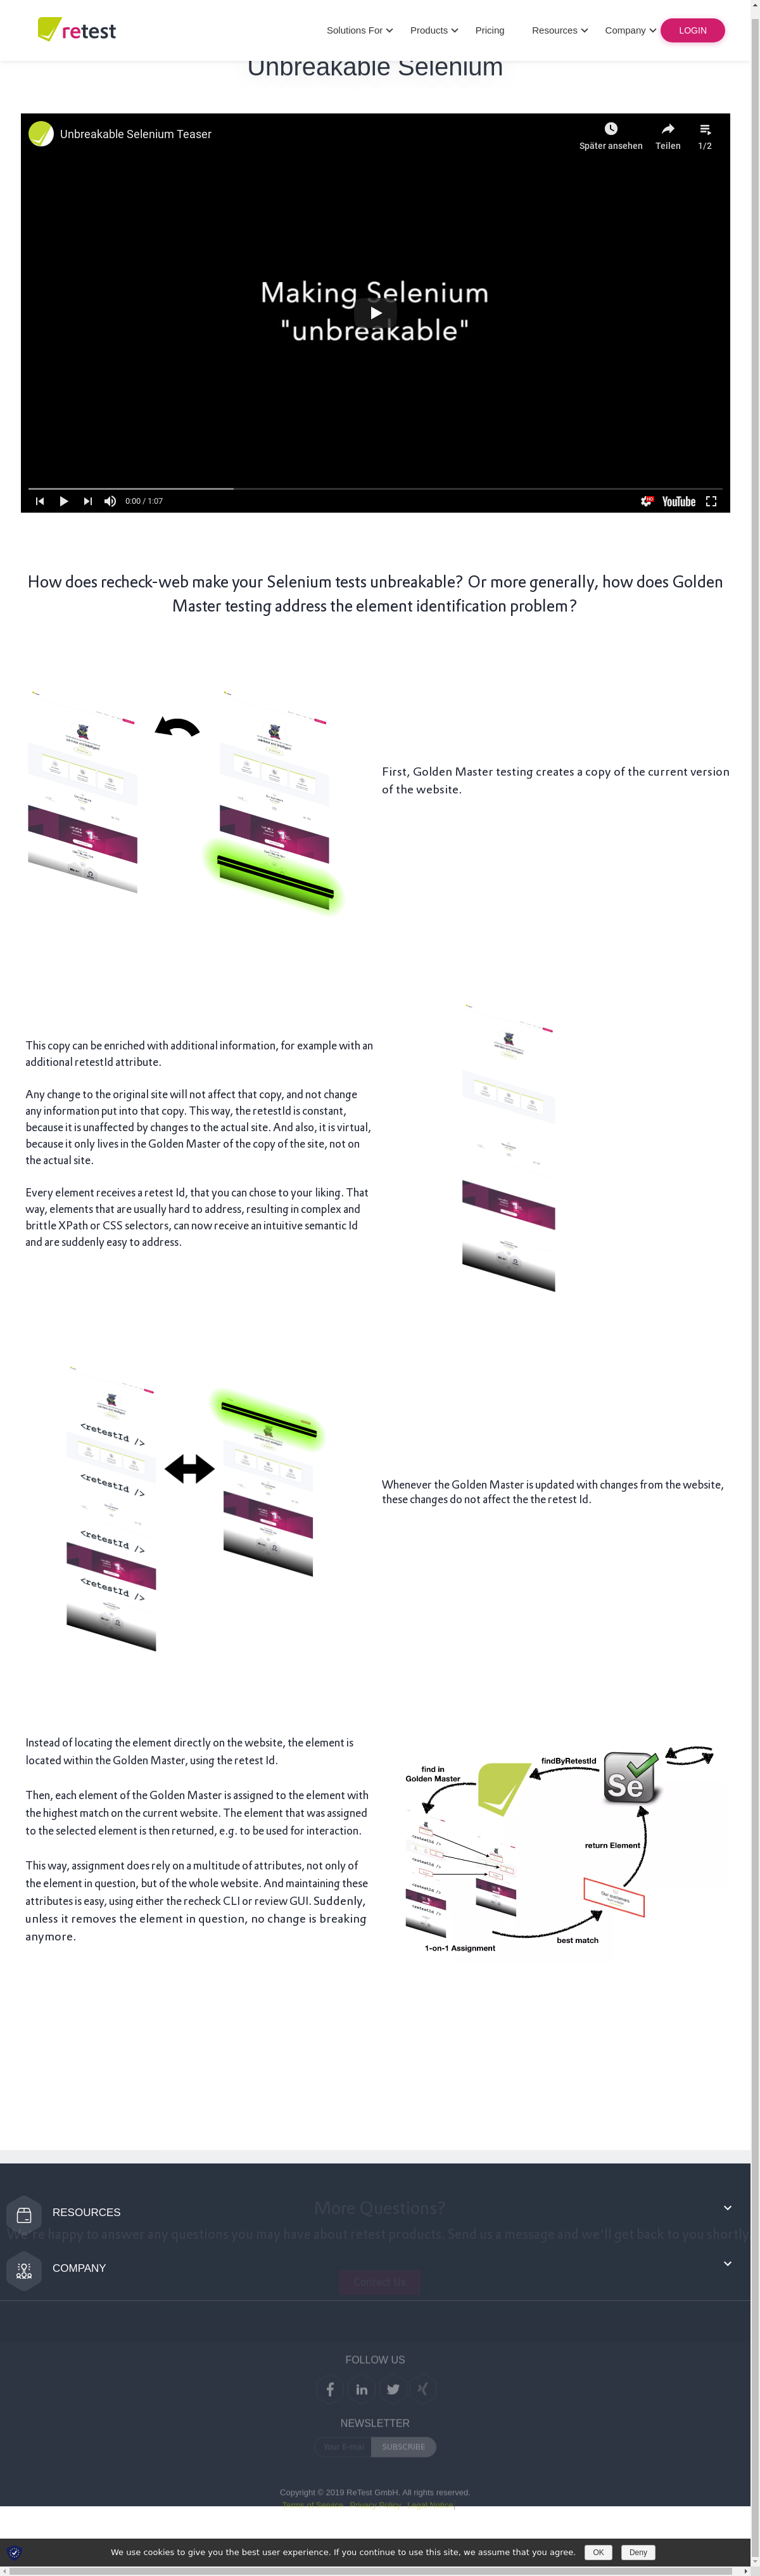 retest
Solutions For
Products
Pricing
Resources
Company
LOGIN
Unbreakable Selenium
Unbreakable Selenium Teaser
Später ansehen
Teilen
1/2
Making Selenium
"unbreakable"
0:00 / 1:07
HD
YouTube
How does recheck-web make your Selenium tests unbreakable? Or more generally, how does Golden
Master testing address the element identification problem?
First, Golden Master testing creates a copy of the current version
of the website.
This copy can be enriched with additional information, for example with an
additional retestId attribute.
Any change to the original site will not affect that copy, and not change
any information put into that copy. This way, the retestId is constant,
because it is unaffected by changes to the actual site. And also, it is virtual,
because it only lives in the Golden Master of the copy of the site, not on
the actual site.
Every element receives a retest Id, that you can chose to your liking. That
way, elements that are usually hard to address, resulting in complex and
brittle XPath or CSS selectors, can now receive an intuitive semantic Id
and are suddenly easy to address.
<retestId />
<retestId />
<retestId />
<retestId />
Whenever the Golden Master is updated with changes from the website,
these changes do not affect the the retest Id.
Instead of locating the element directly on the website, the element is
located within the Golden Master, using the retest Id.
Then, each element of the Golden Master is assigned to the element with
the highest match on the current website. The element that was assigned
to the selected element is then returned, e.g. to be used for interaction.
This way, assignment does rely on a multitude of attributes, not only of
the element in question, but of the whole website. And maintaining these
attributes is easy, using either the recheck CLI or review GUI. Suddenly,
unless it removes the element in question, no change is breaking
anymore.
find in
Golden Master
findByRetestId
Se
return Element
Our customers
best match
1-on-1 Assignment
More Questions?
We're happy to answer any questions you may have about retest products. Send us a message and we'll get back to you shortly
Contact Us
RESOURCES
COMPANY
FOLLOW US
NEWSLETTER
Your E-mail
SUBSCRIBE
Copyright © 2019 ReTest GmbH. All rights reserved.
Terms of Service Privacy Policy Legal Notice
We use cookies to give you the best user experience. If you continue to use this site, we assume that you agree.
OK
Deny